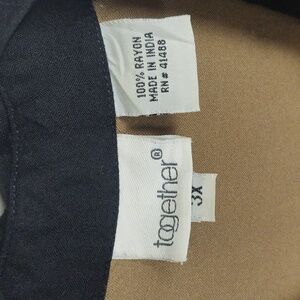 100% RAYON
MADE IN INDIA
RN# 41488
together®
3X